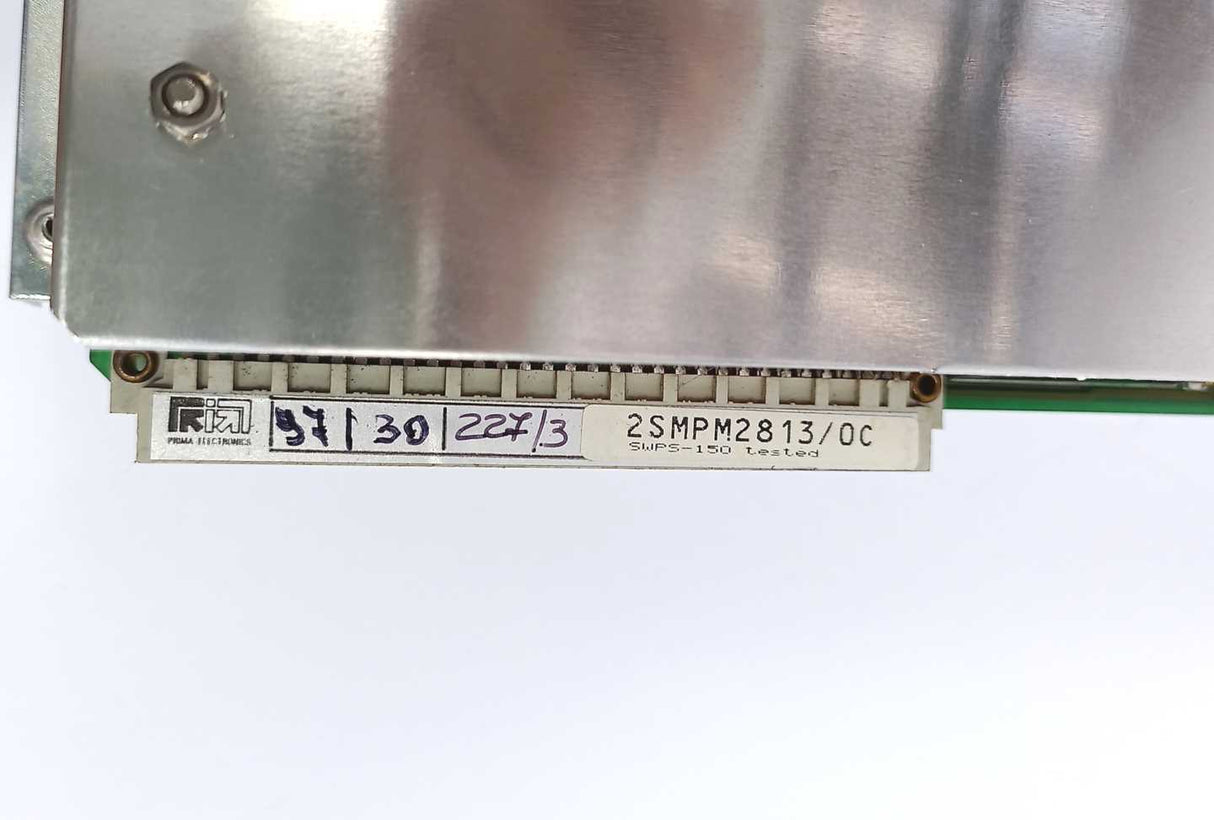 PRIMA ELECTRONICS
97 | 30 | 227/3
2SMPM2813/0C
SWPS-150 tested